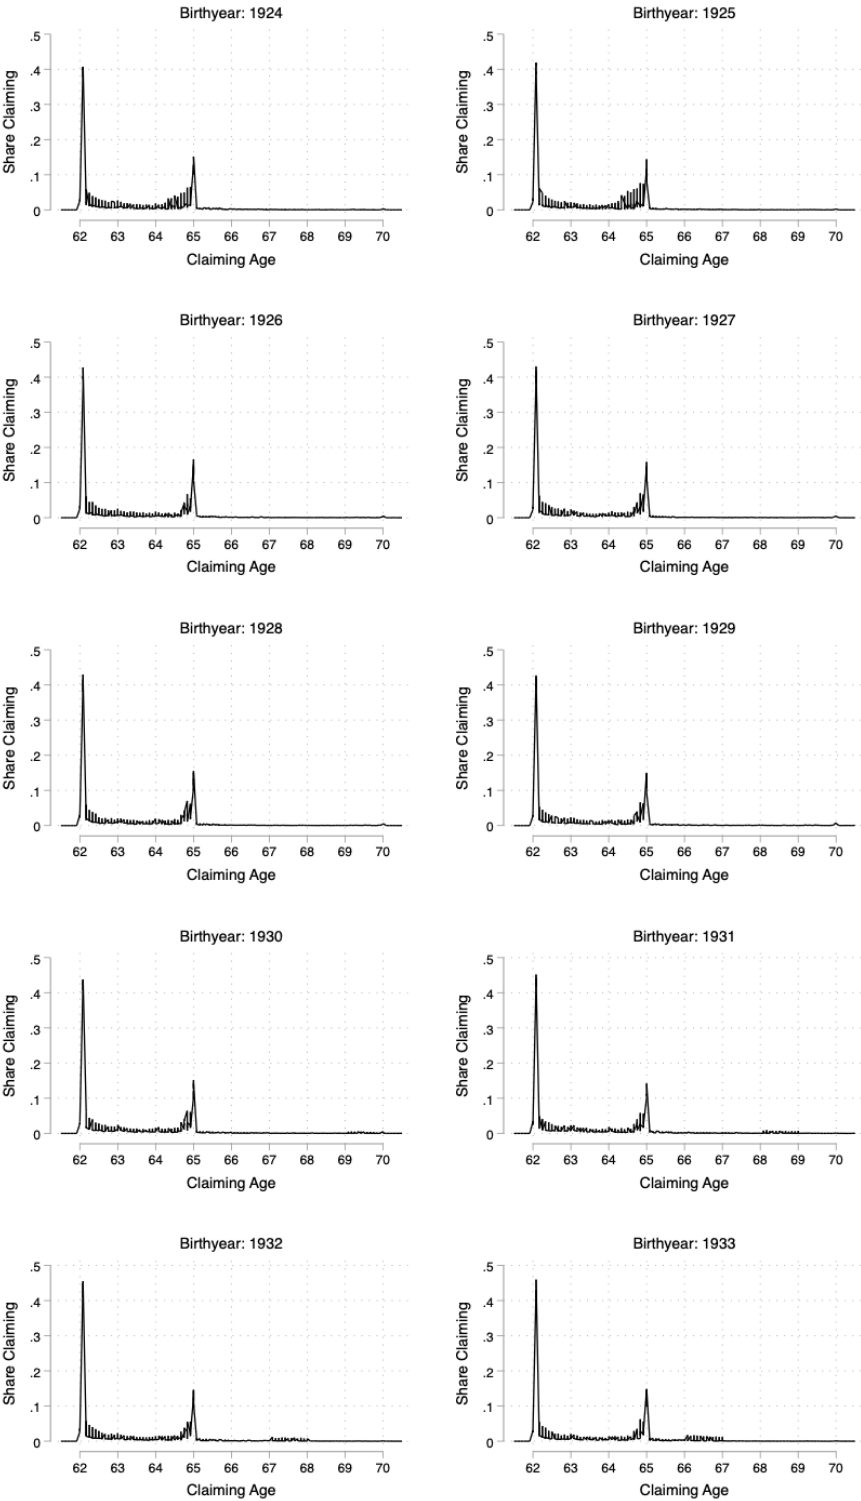 Birthyear: 1924
Share Claiming
.5
.4
.3
.2
.1
0
62 63 64 65 66 67 68 69 70
Claiming Age
Birthyear: 1925
Share Claiming
.5
.4
.3
.2
.1
0
62 63 64 65 66 67 68 69 70
Claiming Age
Birthyear: 1926
Share Claiming
.5
.4
.3
.2
.1
0
62 63 64 65 66 67 68 69 70
Claiming Age
Birthyear: 1927
Share Claiming
.5
.4
.3
.2
.1
0
62 63 64 65 66 67 68 69 70
Claiming Age
Birthyear: 1928
Share Claiming
.5
.4
.3
.2
.1
0
62 63 64 65 66 67 68 69 70
Claiming Age
Birthyear: 1929
Share Claiming
.5
.4
.3
.2
.1
0
62 63 64 65 66 67 68 69 70
Claiming Age
Birthyear: 1930
Share Claiming
.5
.4
.3
.2
.1
0
62 63 64 65 66 67 68 69 70
Claiming Age
Birthyear: 1931
Share Claiming
.5
.4
.3
.2
.1
0
62 63 64 65 66 67 68 69 70
Claiming Age
Birthyear: 1932
Share Claiming
.5
.4
.3
.2
.1
0
62 63 64 65 66 67 68 69 70
Claiming Age
Birthyear: 1933
Share Claiming
.5
.4
.3
.2
.1
0
62 63 64 65 66 67 68 69 70
Claiming Age